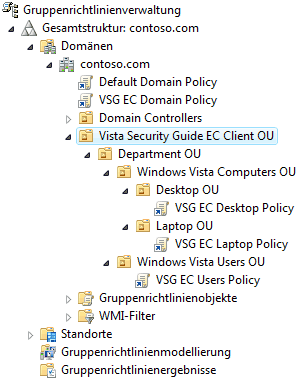 Gruppenrichtlinienverwaltung
Gesamtstruktur: contoso.com
Domänen
contoso.com
Default Domain Policy
VSG EC Domain Policy
Domain Controllers
Vista Security Guide EC Client OU
Department OU
Windows Vista Computers OU
Desktop OU
VSG EC Desktop Policy
Laptop OU
VSG EC Laptop Policy
Windows Vista Users OU
VSG EC Users Policy
Gruppenrichtlinienobjekte
WMI-Filter
Standorte
Gruppenrichtlinienmodellierung
Gruppenrichtlinienergebnisse